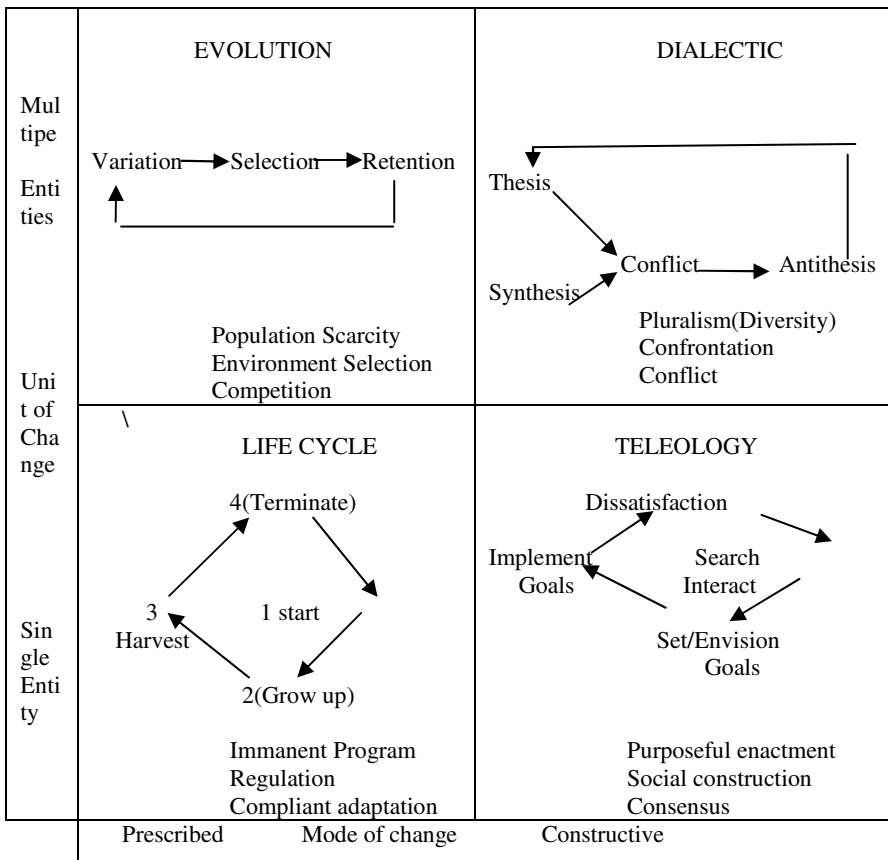 Mul
tipe
Enti
ties
Uni
t of
Cha
nge
Sin
gle
Enti
ty
EVOLUTION
Variation Selection Retention
Population Scarcity
Environment Selection
Competition
DIALECTIC
Thesis
Conflict Antithesis
Synthesis
Pluralism(Diversity)
Confrontation
Conflict
\
LIFE CYCLE
4(Terminate)
3 1 start
Harvest
2(Grow up)
Immanent Program
Regulation
Compliant adaptation
TELEOLOGY
Dissatisfaction
Implement Search
Goals Interact
Set/Envision
Goals
Purposeful enactment
Social construction
Consensus
Prescribed Mode of change Constructive